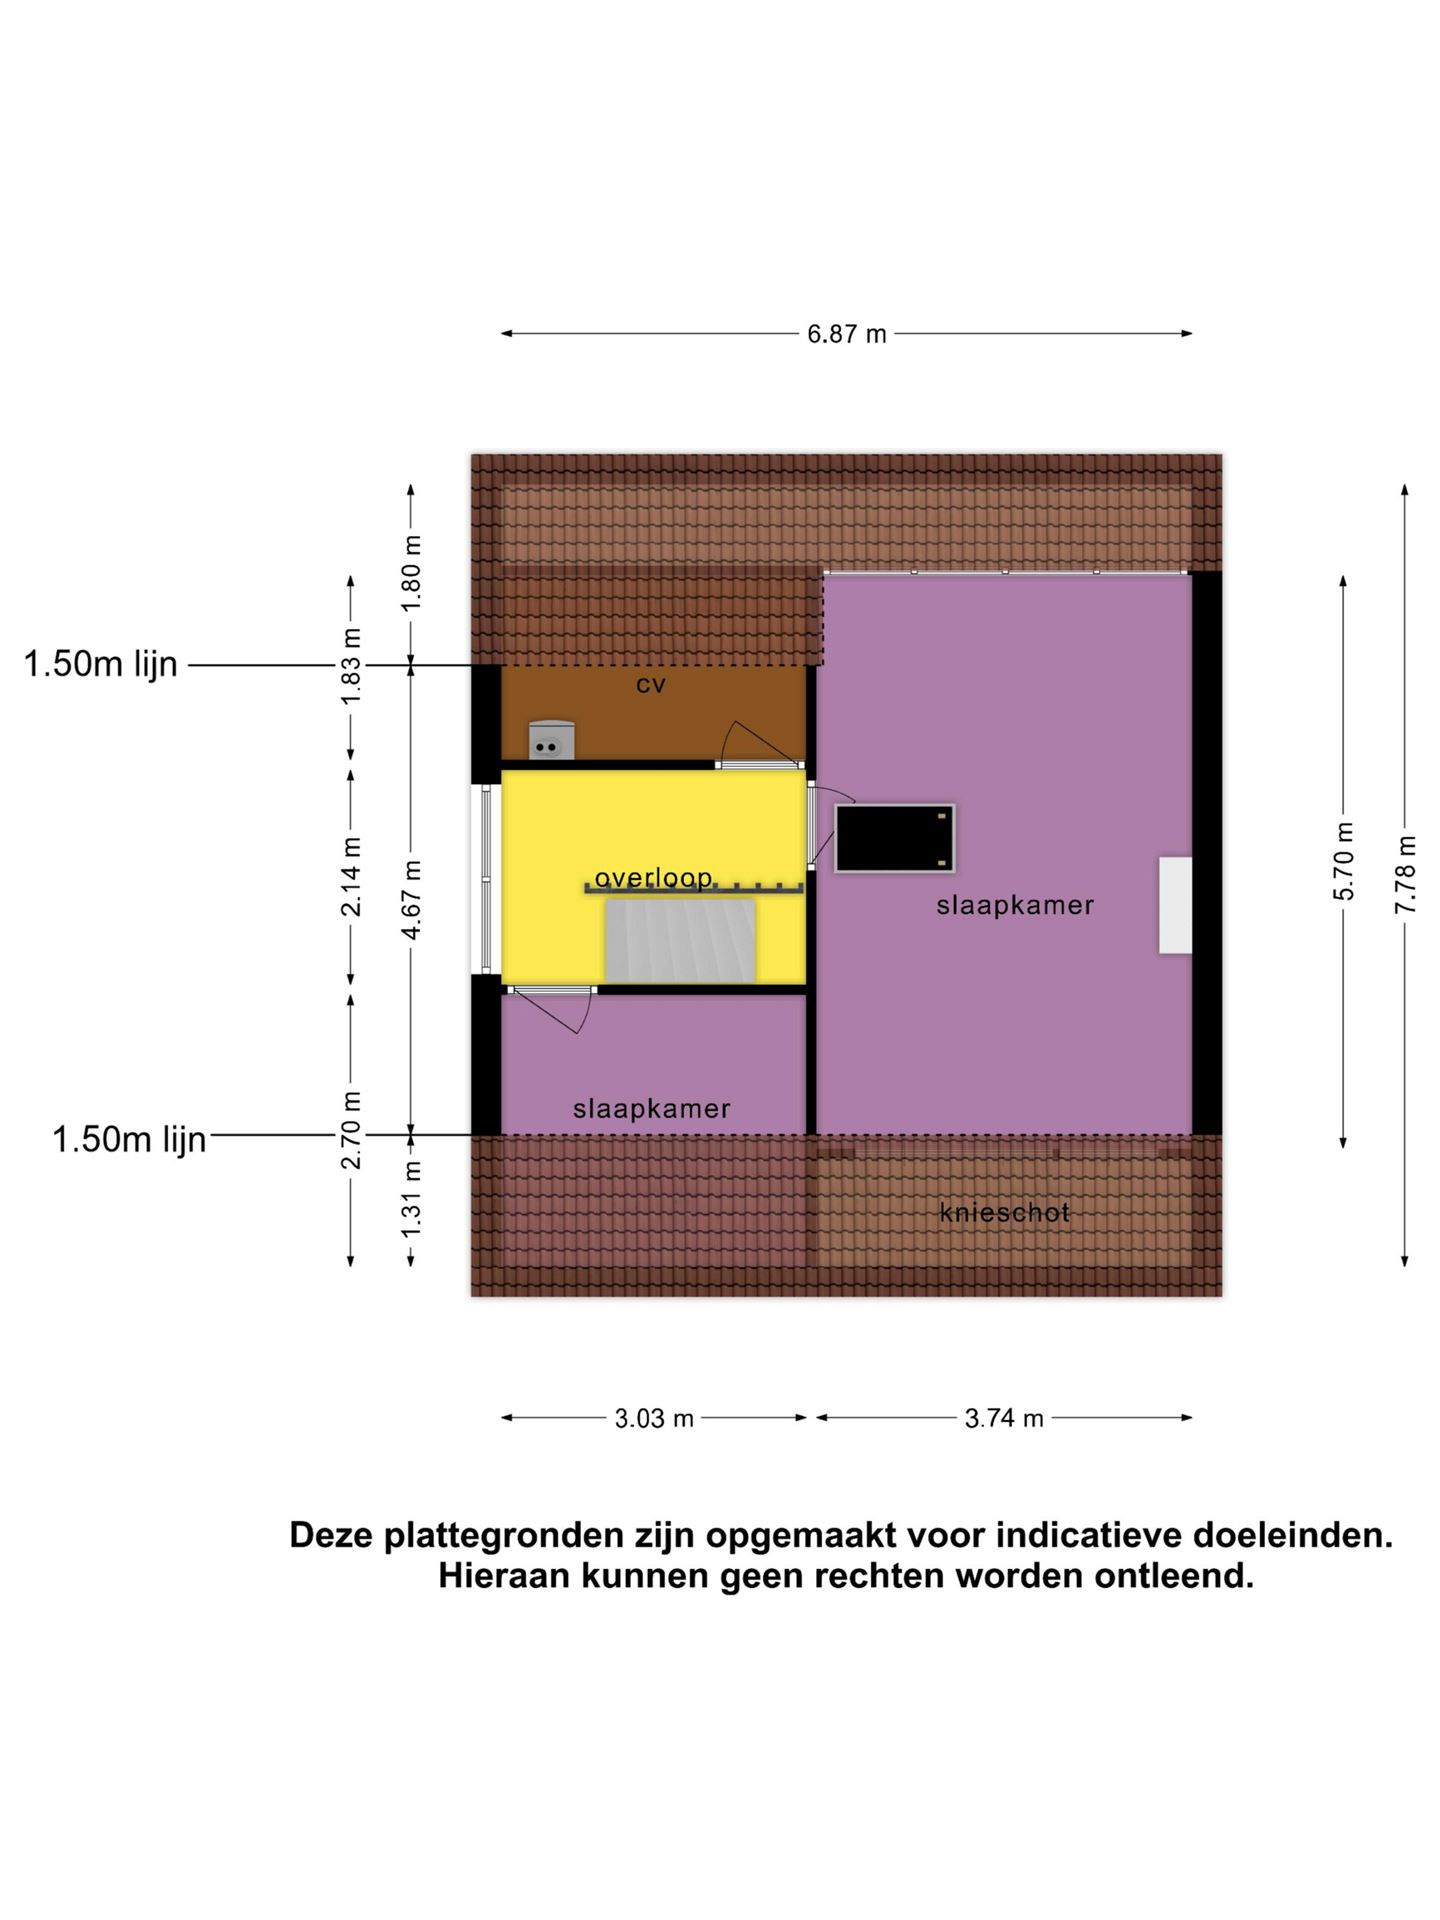 6.87 m
1.80 m
1.50m lijn
1.83 m
cv
2.14 m
4.67 m
overloop
slaapkamer
5.70 m
7.78 m
slaapkamer
1.50m lijn
2.70 m
1.31 m
knieschot
3.03 m
3.74 m
Deze plattegronden zijn opgemaakt voor indicatieve doeleinden.
Hieraan kunnen geen rechten worden ontleend.